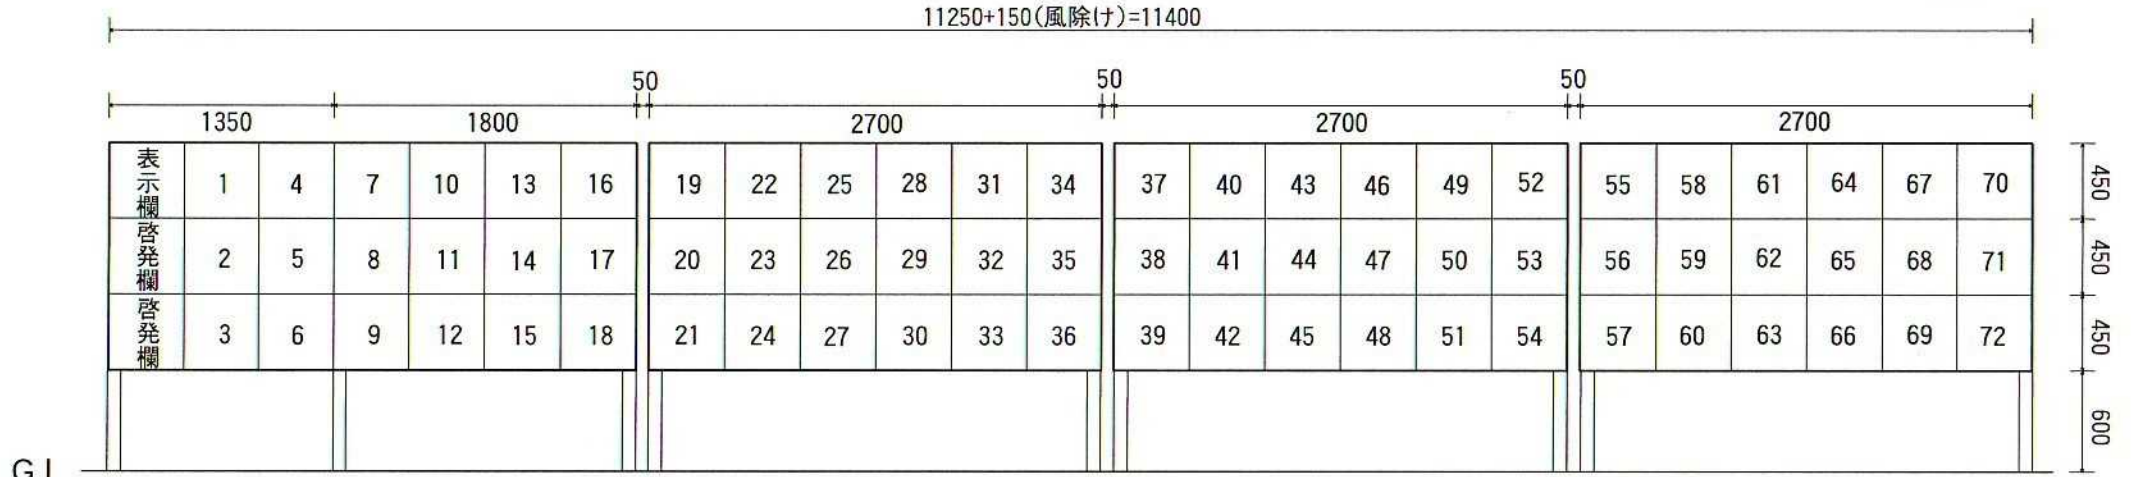 11250+150(風除け)=11400
50 50 50
1350 1800 2700 2700 2700
表示欄 1 4 7 10 13 16 19 22 25 28 31 34 37 40 43 46 49 52 55 58 61 64 67 70 450
啓発欄 2 5 8 11 14 17 20 23 26 29 32 35 38 41 44 47 50 53 56 59 62 65 68 71 450
啓発欄 3 6 9 12 15 18 21 24 27 30 33 36 39 42 45 48 51 54 57 60 63 66 69 72 450
600
GL